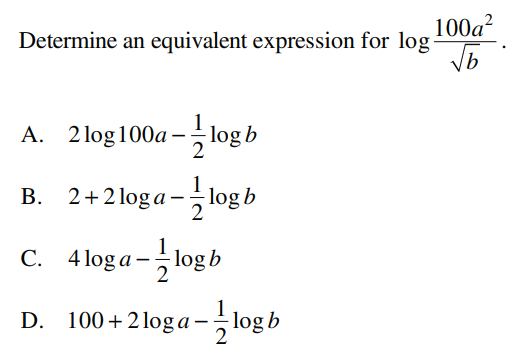 Determine an equivalent expression for log 100a²/√b .
A. 2 log 100a − 1/2 log b
B. 2 + 2 log a − 1/2 log b
C. 4 log a − 1/2 log b
D. 100 + 2 log a − 1/2 log b